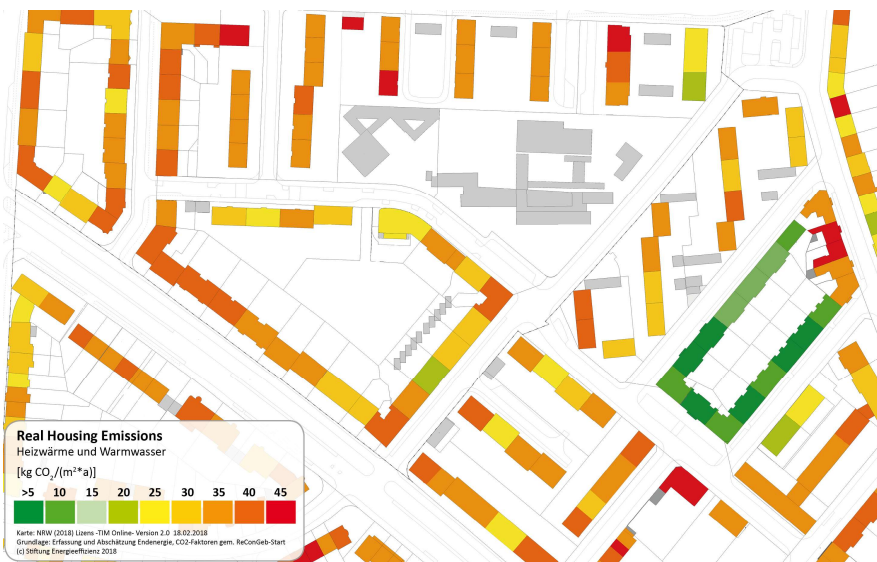 Real Housing Emissions
Heizwärme und Warmwasser
[kg CO₂/(m²*a)]
>5 10 15 20 25 30 35 40 45
Karte: NRW (2018) Lizens -TIM Online- Version 2.0 18.02.2018
Grundlage: Erfassung und Abschätzung Endenergie, CO2-Faktoren gem. ReConGeb-Start
(c) Stiftung Energieeffizienz 2018